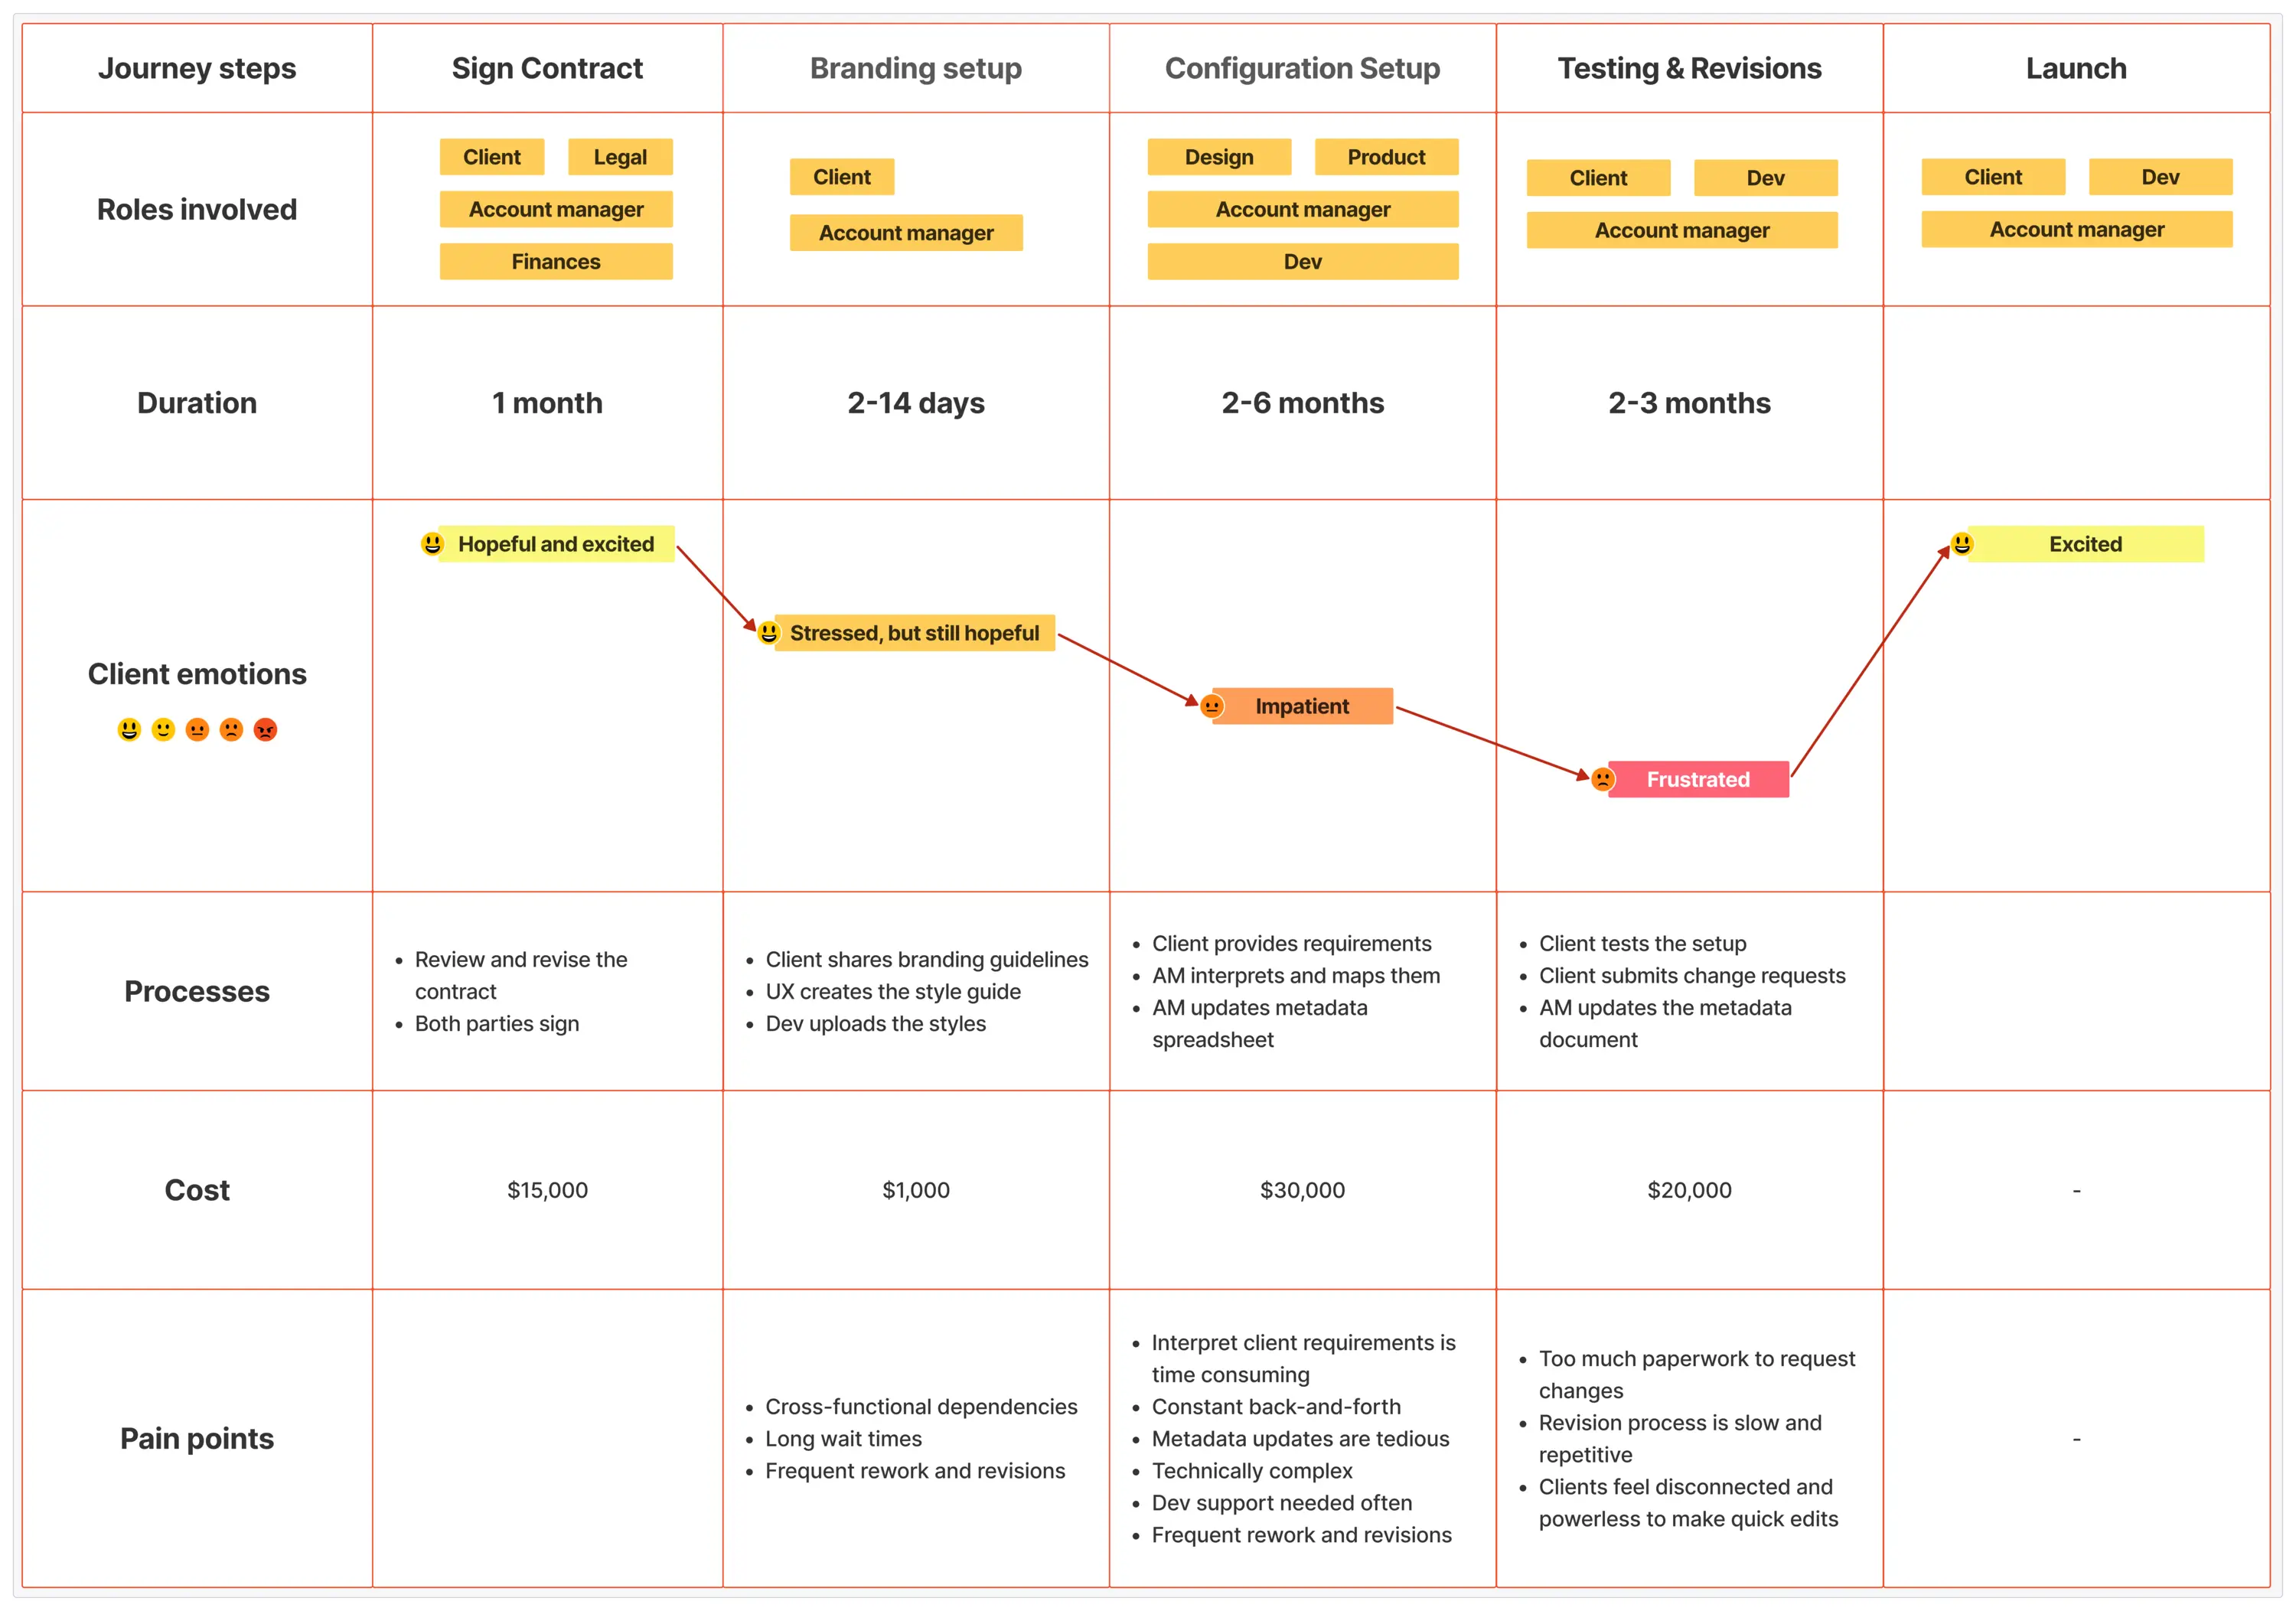 Journey steps
Sign Contract
Branding setup
Configuration Setup
Testing & Revisions
Launch
Roles involved
Client
Legal
Account manager
Finances
Client
Account manager
Design
Product
Account manager
Dev
Client
Dev
Account manager
Client
Dev
Account manager
Duration
1 month
2-14 days
2-6 months
2-3 months
Client emotions
Hopeful and excited
Stressed, but still hopeful
Impatient
Frustrated
Excited
Processes
• Review and revise the
contract
• Both parties sign
• Client shares branding guidelines
• UX creates the style guide
• Dev uploads the styles
• Client provides requirements
• AM interprets and maps them
• AM updates metadata
spreadsheet
• Client tests the setup
• Client submits change requests
• AM updates the metadata
document
Cost
$15,000
$1,000
$30,000
$20,000
-
Pain points
• Cross-functional dependencies
• Long wait times
• Frequent rework and revisions
• Interpret client requirements is
time consuming
• Constant back-and-forth
• Metadata updates are tedious
• Technically complex
• Dev support needed often
• Frequent rework and revisions
• Too much paperwork to request
changes
• Revision process is slow and
repetitive
• Clients feel disconnected and
powerless to make quick edits
-